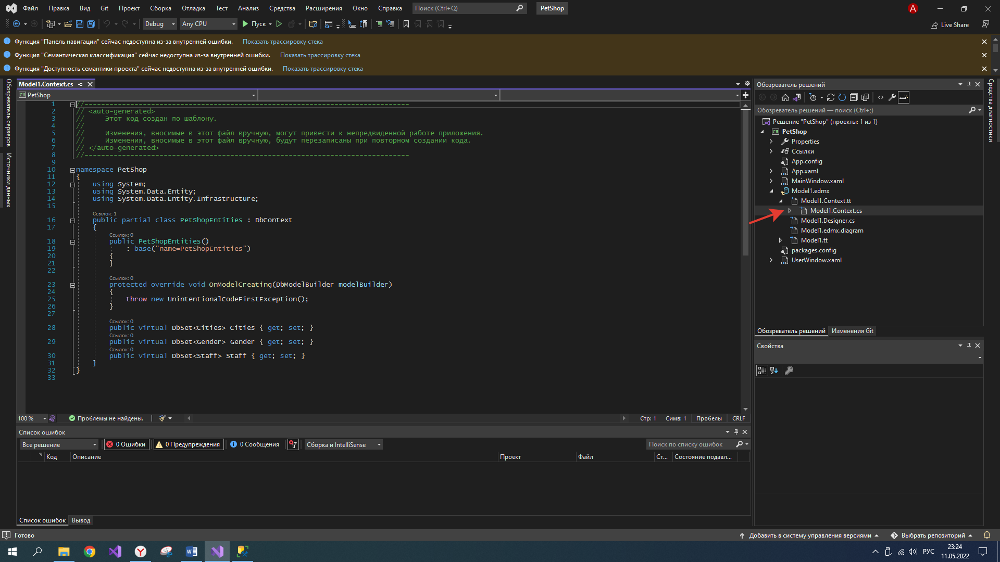 Файл Правка Вид Git Проект Сборка Отладка Тест Анализ Средства Расширения Окно Справка Поиск (Ctrl+Q) PetShop A
Debug Any CPU Пуск Live Share
Функция "Панель навигации" сейчас недоступна из-за внутренней ошибки. Показать трассировку стека
Функция "Семантическая классификация" сейчас недоступна из-за внутренней ошибки. Показать трассировку стека
Функция "Доступность семантики проекта" сейчас недоступна из-за внутренней ошибки. Показать трассировку стека
Обозреватель серверов
Источники данных
Model1.Context.cs
C# PetShop
1 //------------------------------------------------------------------------------
2 // <auto-generated>
3 //     Этот код создан по шаблону.
4 //
5 //     Изменения, вносимые в этот файл вручную, могут привести к непредвиденной работе приложения.
6 //     Изменения, вносимые в этот файл вручную, будут перезаписаны при повторном создании кода.
7 // </auto-generated>
8 //------------------------------------------------------------------------------
9
10 namespace PetShop
11 {
12     using System;
13     using System.Data.Entity;
14     using System.Data.Entity.Infrastructure;
15
Ссылок: 1
16     public partial class PetShopEntities : DbContext
17     {
Ссылок: 0
18         public PetShopEntities()
19             : base("name=PetShopEntities")
20         {
21         }
22
Ссылок: 0
23         protected override void OnModelCreating(DbModelBuilder modelBuilder)
24         {
25             throw new UnintentionalCodeFirstException();
26         }
27
Ссылок: 0
28         public virtual DbSet<Cities> Cities { get; set; }
Ссылок: 0
29         public virtual DbSet<Gender> Gender { get; set; }
Ссылок: 0
30         public virtual DbSet<Staff> Staff { get; set; }
31     }
32 }
33
100 % Проблемы не найдены. Стр: 1 Симв: 1 Пробелы CRLF
Список ошибок
Все решение 0 Ошибки 0 Предупреждения 0 Сообщения Сборка и IntelliSense Поиск по списку ошибок
Код Описание Проект Файл Ст... Состояние подавл...
Список ошибок Вывод
Обозреватель решений
Обозреватель решений — поиск (Ctrl+;)
Решение "PetShop" (проекты: 1 из 1)
C# PetShop
Properties
Ссылки
App.config
App.xaml
MainWindow.xaml
Model1.edmx
Model1.Context.tt
Model1.Context.cs
Model1.Designer.cs
Model1.edmx.diagram
Model1.tt
packages.config
UserWindow.xaml
Обозреватель решений Изменения Git
Свойства
Средства диагностики
Готово Добавить в систему управления версиями Выбрать репозиторий
РУС 23:24
11.05.2022